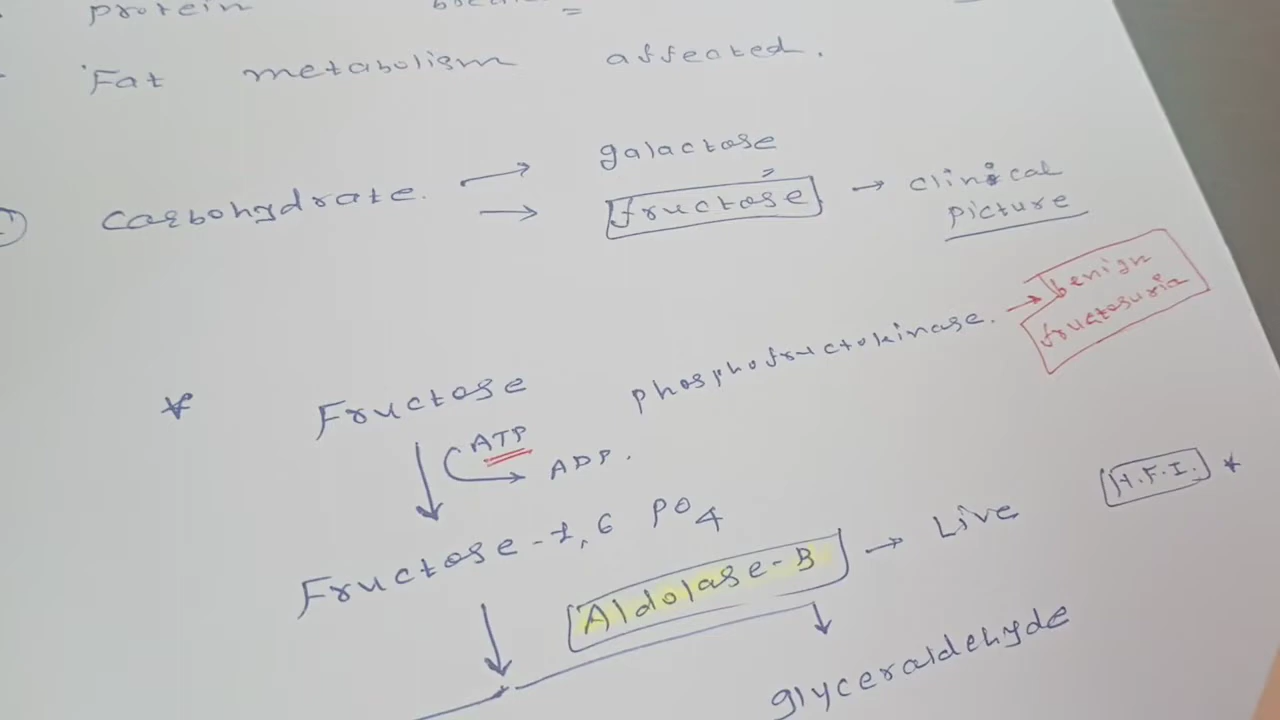 protein
Fat metabolism affected.
galactose
carbohydrate. → fructose → clinical
picture
benign
fructosuria
phosphofructokinase. →
* Fructose
ATP
ADP.
Fructose-1,6 PO4
Aldolase-B → Live
H.F.I. *
glyceraldehyde